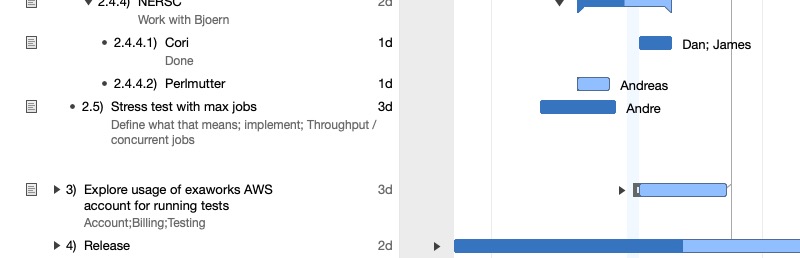 2.4.4) NERSC 2d
Work with Bjoern
2.4.4.1) Cori 1d Dan; James
Done
2.4.4.2) Perlmutter 1d Andreas
2.5) Stress test with max jobs 3d Andre
Define what that means; implement; Throughput /
concurrent jobs
3) Explore usage of exaworks AWS 3d
account for running tests
Account;Billing;Testing
4) Release 2d